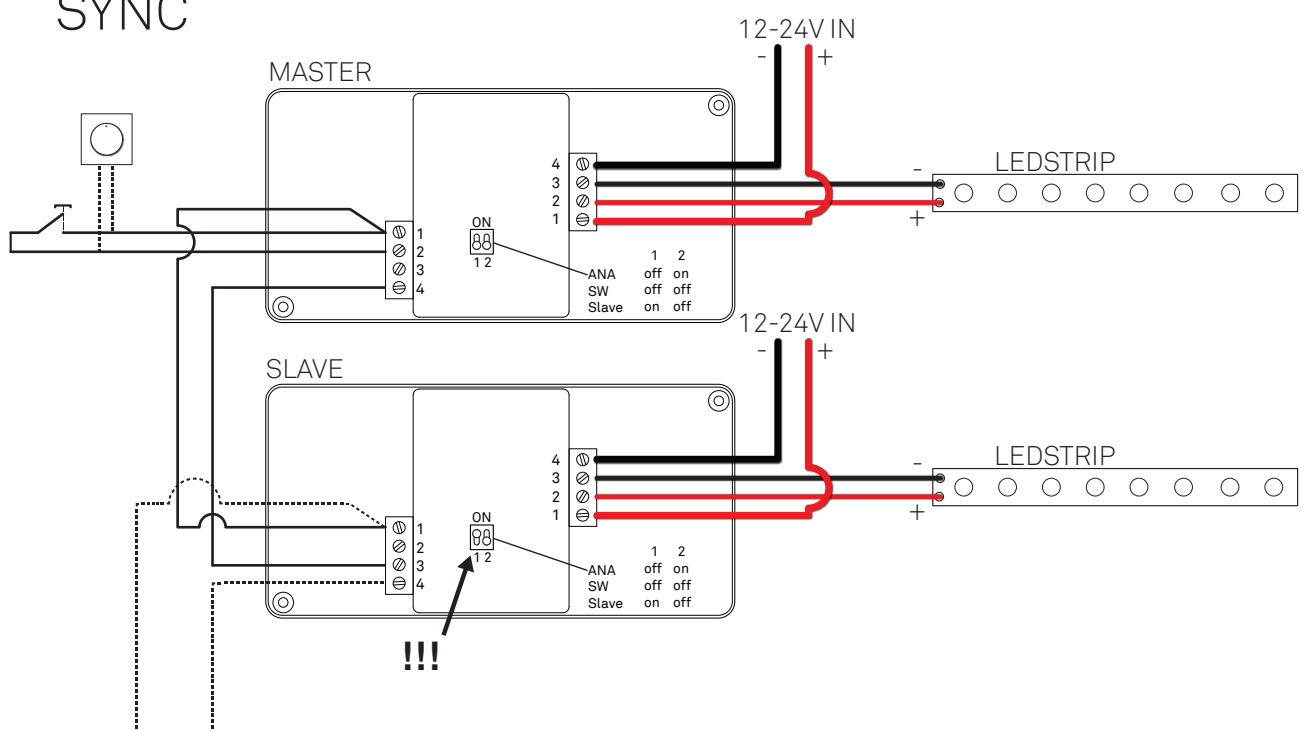 SYNC
12-24V IN
- +
MASTER
LEDSTRIP
-
+
4
3
2
1
ON
1 2
1
2
3
4
1 2
ANA off on
SW off off
Slave on off
12-24V IN
- +
SLAVE
LEDSTRIP
-
+
4
3
2
1
ON
1 2
1
2
3
4
1 2
ANA off on
SW off off
Slave on off
!!!